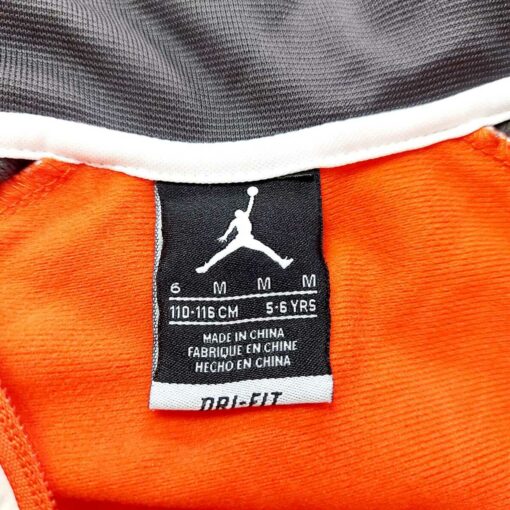 6 M M M
110-116 CM 5-6 YRS
MADE IN CHINA
FABRIQUE EN CHINE
HECHO EN CHINA
DRI-FIT